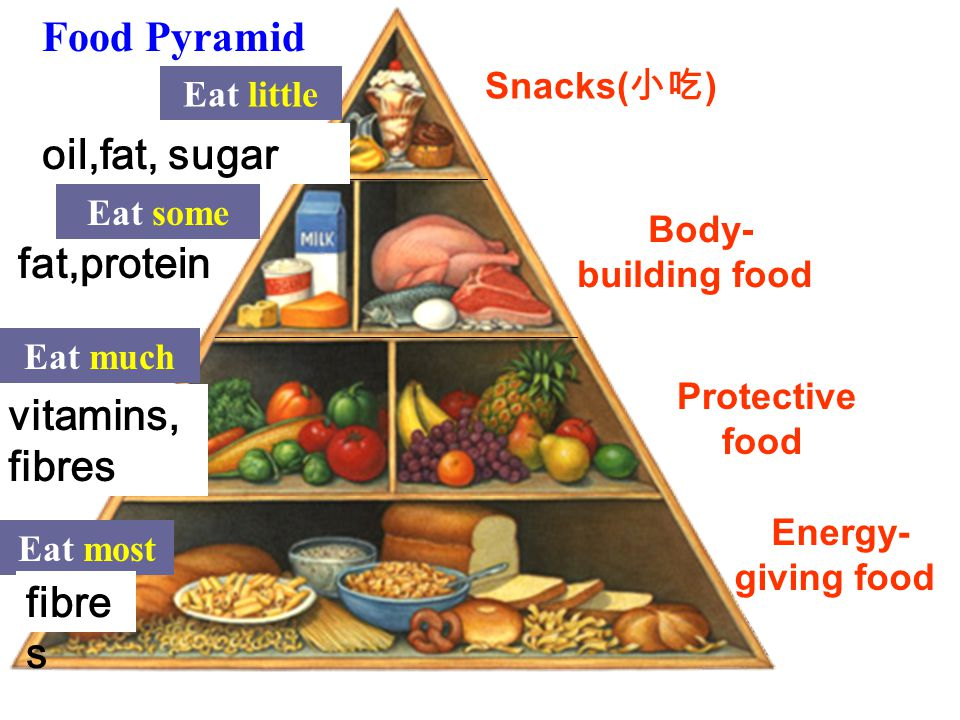 Food Pyramid
Eat little
Snacks(小吃)
oil,fat, sugar
Eat some
MILK
Body-
building food
fat,protein
Eat much
vitamins,
fibres
Protective
food
Eat most
Energy-
giving food
fibre
s